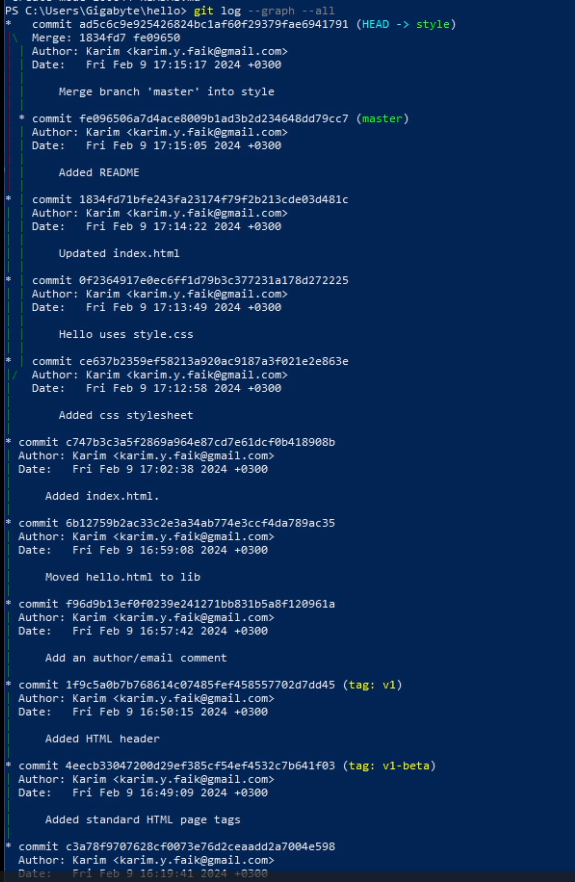 PS C:\Users\Gigabyte\hello> git log --graph --all
* commit ad5c6c9e925426824bc1af60f29379fae6941791 (HEAD -> style)
|\ Merge: 1834fd7 fe09650
| | Author: Karim <karim.y.faik@gmail.com>
| | Date: Fri Feb 9 17:15:17 2024 +0300
| |
| | Merge branch 'master' into style
| |
| * commit fe096506a7d4ace8009b1ad3b2d234648dd79cc7 (master)
| | Author: Karim <karim.y.faik@gmail.com>
| | Date: Fri Feb 9 17:15:05 2024 +0300
| |
| | Added README
| |
* | commit 1834fd71bfe243fa23174f79f2b213cde03d481c
| | Author: Karim <karim.y.faik@gmail.com>
| | Date: Fri Feb 9 17:14:22 2024 +0300
| |
| | Updated index.html
| |
* | commit 0f2364917e0ec6ff1d79b3c377231a178d272225
| | Author: Karim <karim.y.faik@gmail.com>
| | Date: Fri Feb 9 17:13:49 2024 +0300
| |
| | Hello uses style.css
| |
* | commit ce637b2359ef58213a920ac9187a3f021e2e863e
|/ Author: Karim <karim.y.faik@gmail.com>
| Date: Fri Feb 9 17:12:58 2024 +0300
|
| Added css stylesheet
|
* commit c747b3c3a5f2869a964e87cd7e61dcf0b418908b
| Author: Karim <karim.y.faik@gmail.com>
| Date: Fri Feb 9 17:02:38 2024 +0300
|
| Added index.html.
|
* commit 6b12759b2ac33c2e3a34ab774e3ccf4da789ac35
| Author: Karim <karim.y.faik@gmail.com>
| Date: Fri Feb 9 16:59:08 2024 +0300
|
| Moved hello.html to lib
|
* commit f96d9b13ef0f0239e241271bb831b5a8f120961a
| Author: Karim <karim.y.faik@gmail.com>
| Date: Fri Feb 9 16:57:42 2024 +0300
|
| Add an author/email comment
|
* commit 1f9c5a0b7b768614c07485fef458557702d7dd45 (tag: v1)
| Author: Karim <karim.y.faik@gmail.com>
| Date: Fri Feb 9 16:50:15 2024 +0300
|
| Added HTML header
|
* commit 4eecb33047200d29ef385cf54ef4532c7b641f03 (tag: v1-beta)
| Author: Karim <karim.y.faik@gmail.com>
| Date: Fri Feb 9 16:49:09 2024 +0300
|
| Added standard HTML page tags
|
* commit c3a78f9707628cf0073e76d2ceaadd2a7004e598
| Author: Karim <karim.y.faik@gmail.com>
| Date: Fri Feb 9 16:19:41 2024 +0300